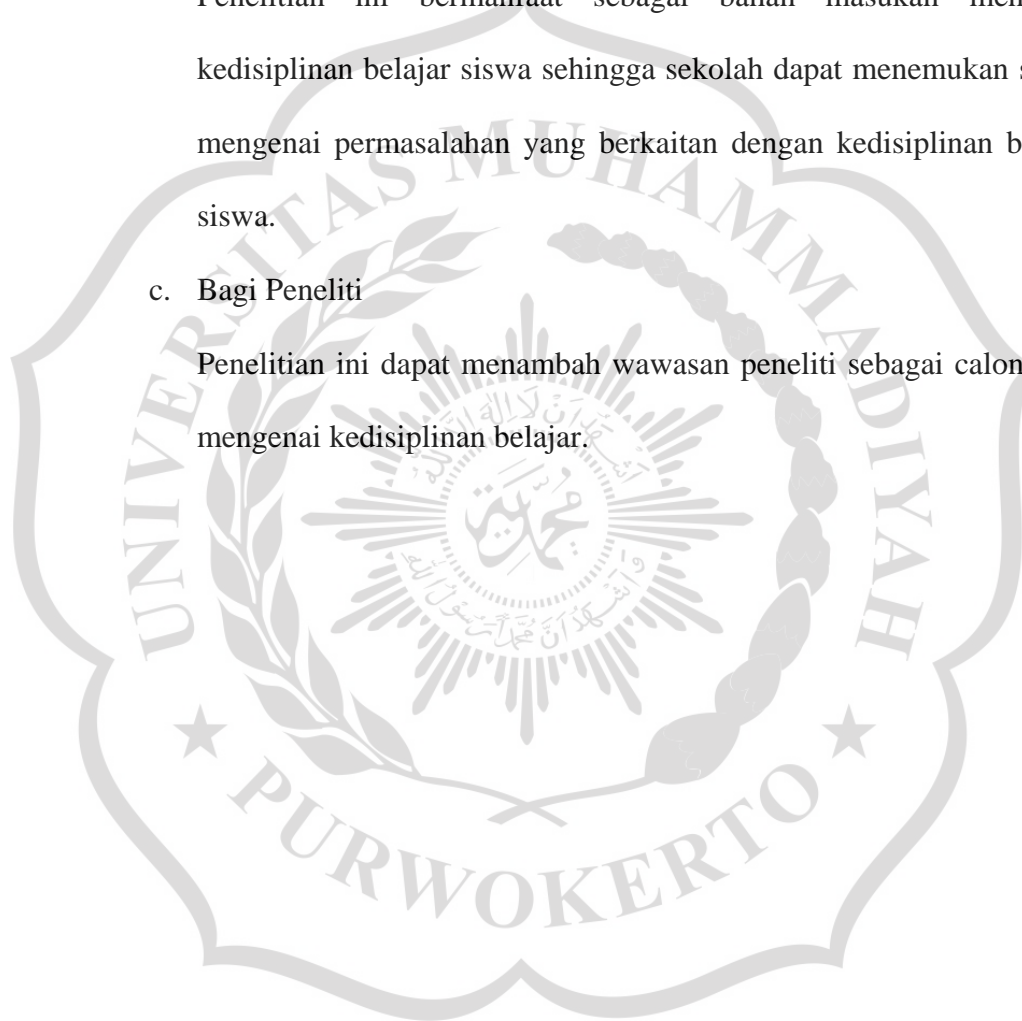 Penelitian ini bermanfaat sebagai bahan masukan
kedisiplinan belajar siswa sehingga sekolah dapat menemukan
mengenai permasalahan yang berkaitan dengan kedisiplinan
siswa.
c. Bagi Peneliti
Penelitian ini dapat menambah wawasan peneliti sebagai calon
mengenai kedisiplinan belajar.
UNIVERSITAS MUHAMMADIYAH
PURWOKERTO